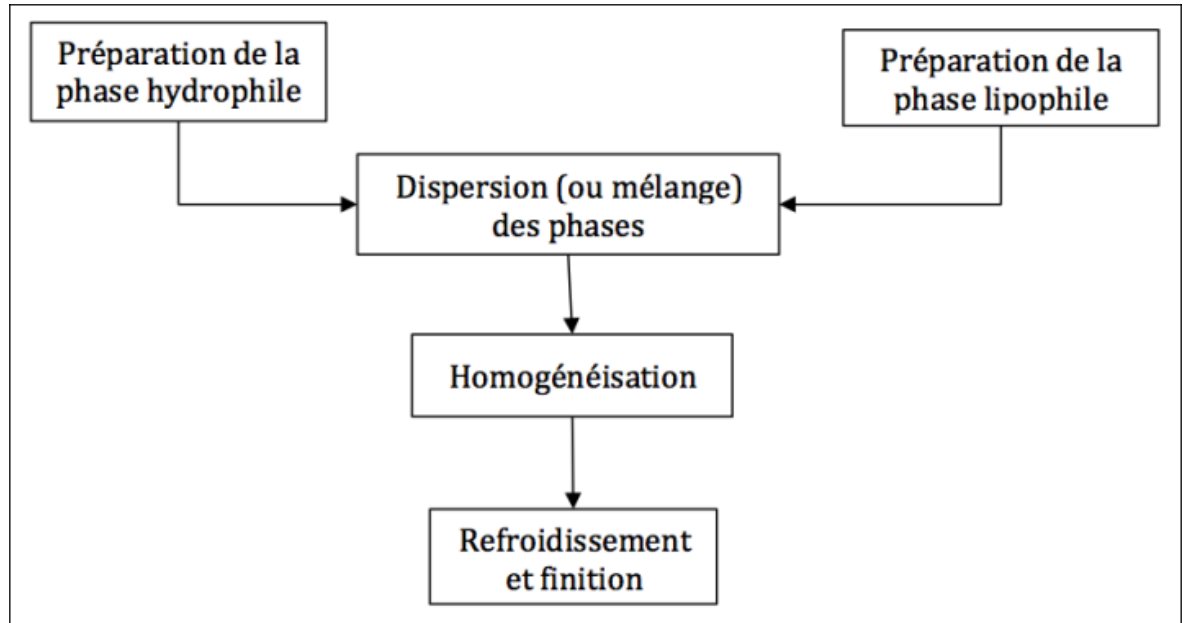 Préparation de la
phase hydrophile
Préparation de la
phase lipophile
Dispersion (ou mélange)
des phases
Homogénéisation
Refroidissement
et finition